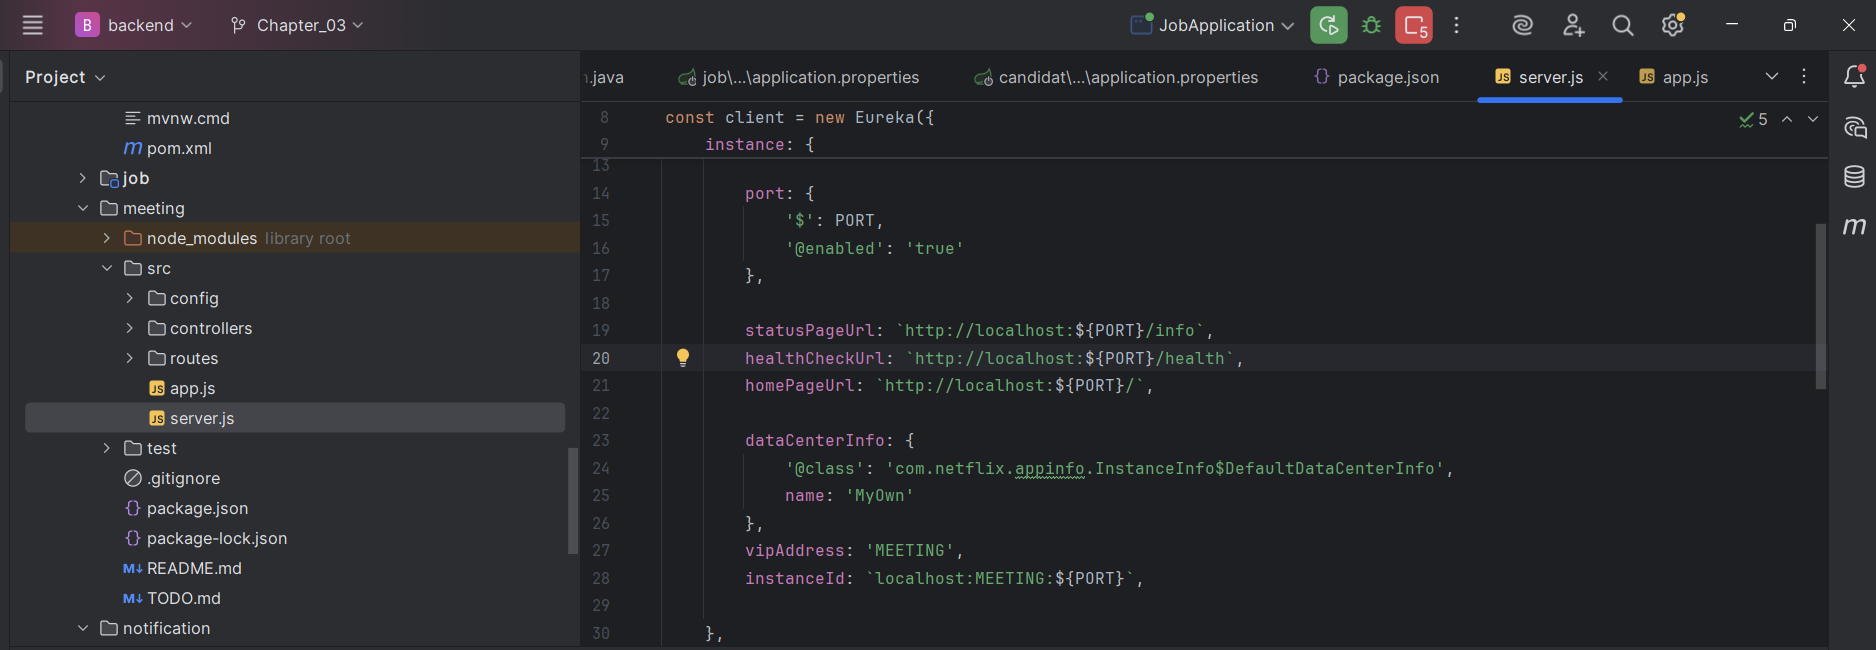 B backend Chapter_03 JobApplication 5
Project
mvnw.cmd
m pom.xml
job
meeting
node_modules library root
src
config
controllers
routes
JS app.js
JS server.js
test
.gitignore
{} package.json
{} package-lock.json
M↓ README.md
M↓ TODO.md
notification
.java job\...\application.properties candidat\...\application.properties {} package.json JS server.js JS app.js
8 const client = new Eureka({ 5
9 instance: {
13
14 port: {
15 '$': PORT,
16 '@enabled': 'true'
17 },
18
19 statusPageUrl: `http://localhost:${PORT}/info`,
20 healthCheckUrl: `http://localhost:${PORT}/health`,
21 homePageUrl: `http://localhost:${PORT}/`,
22
23 dataCenterInfo: {
24 '@class': 'com.netflix.appinfo.InstanceInfo$DefaultDataCenterInfo',
25 name: 'MyOwn'
26 },
27 vipAddress: 'MEETING',
28 instanceId: `localhost:MEETING:${PORT}`,
29
30 },
m